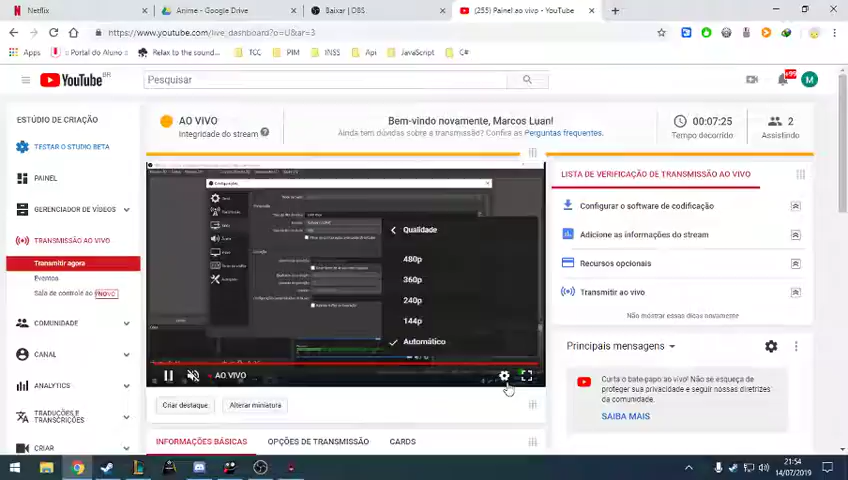 Netflix
Anime - Google Drive
Baixar | OBS
(255) Painel ao vivo - YouTube
https://www.youtube.com/live_dashboard?o=U&ar=3
Apps
GitHub
Anichart
Relax to the sound...
TCC
PIM
INSS
Api
JavaScript
C#
YouTube BR
Pesquisar
+99
M
ESTÚDIO DE CRIAÇÃO
TESTAR O STUDIO BETA
PAINEL
GERENCIADOR DE VÍDEOS
TRANSMISSÃO AO VIVO
Transmitir agora
Eventos
Sala de controle ao
NOVO
COMUNIDADE
CANAL
ANALYTICS
TRADUÇÕES E
TRANSCRIÇÕES
CRIAR
AO VIVO
Integridade do stream
Bem-vindo novamente, Marcos Luan!
Ainda tem dúvidas sobre a transmissão? Confira as Perguntas frequentes.
00:07:25
Tempo decorrido
2
Assistindo
Qualidade
480p
360p
240p
144p
Automático
AO VIVO
Criar destaque
Alterar miniatura
INFORMAÇÕES BÁSICAS
OPÇÕES DE TRANSMISSÃO
CARDS
LISTA DE VERIFICAÇÃO DE TRANSMISSÃO AO VIVO
Configurar o software de codificação
Adicione as informações do stream
Recursos opcionais
Transmitir ao vivo
Não mostrar essas dicas novamente
Principais mensagens
Curta o bate-papo ao vivo! Não se esqueça de
proteger sua privacidade e seguir nossas diretrizes
da comunidade.
SAIBA MAIS
21:54
14/07/2019